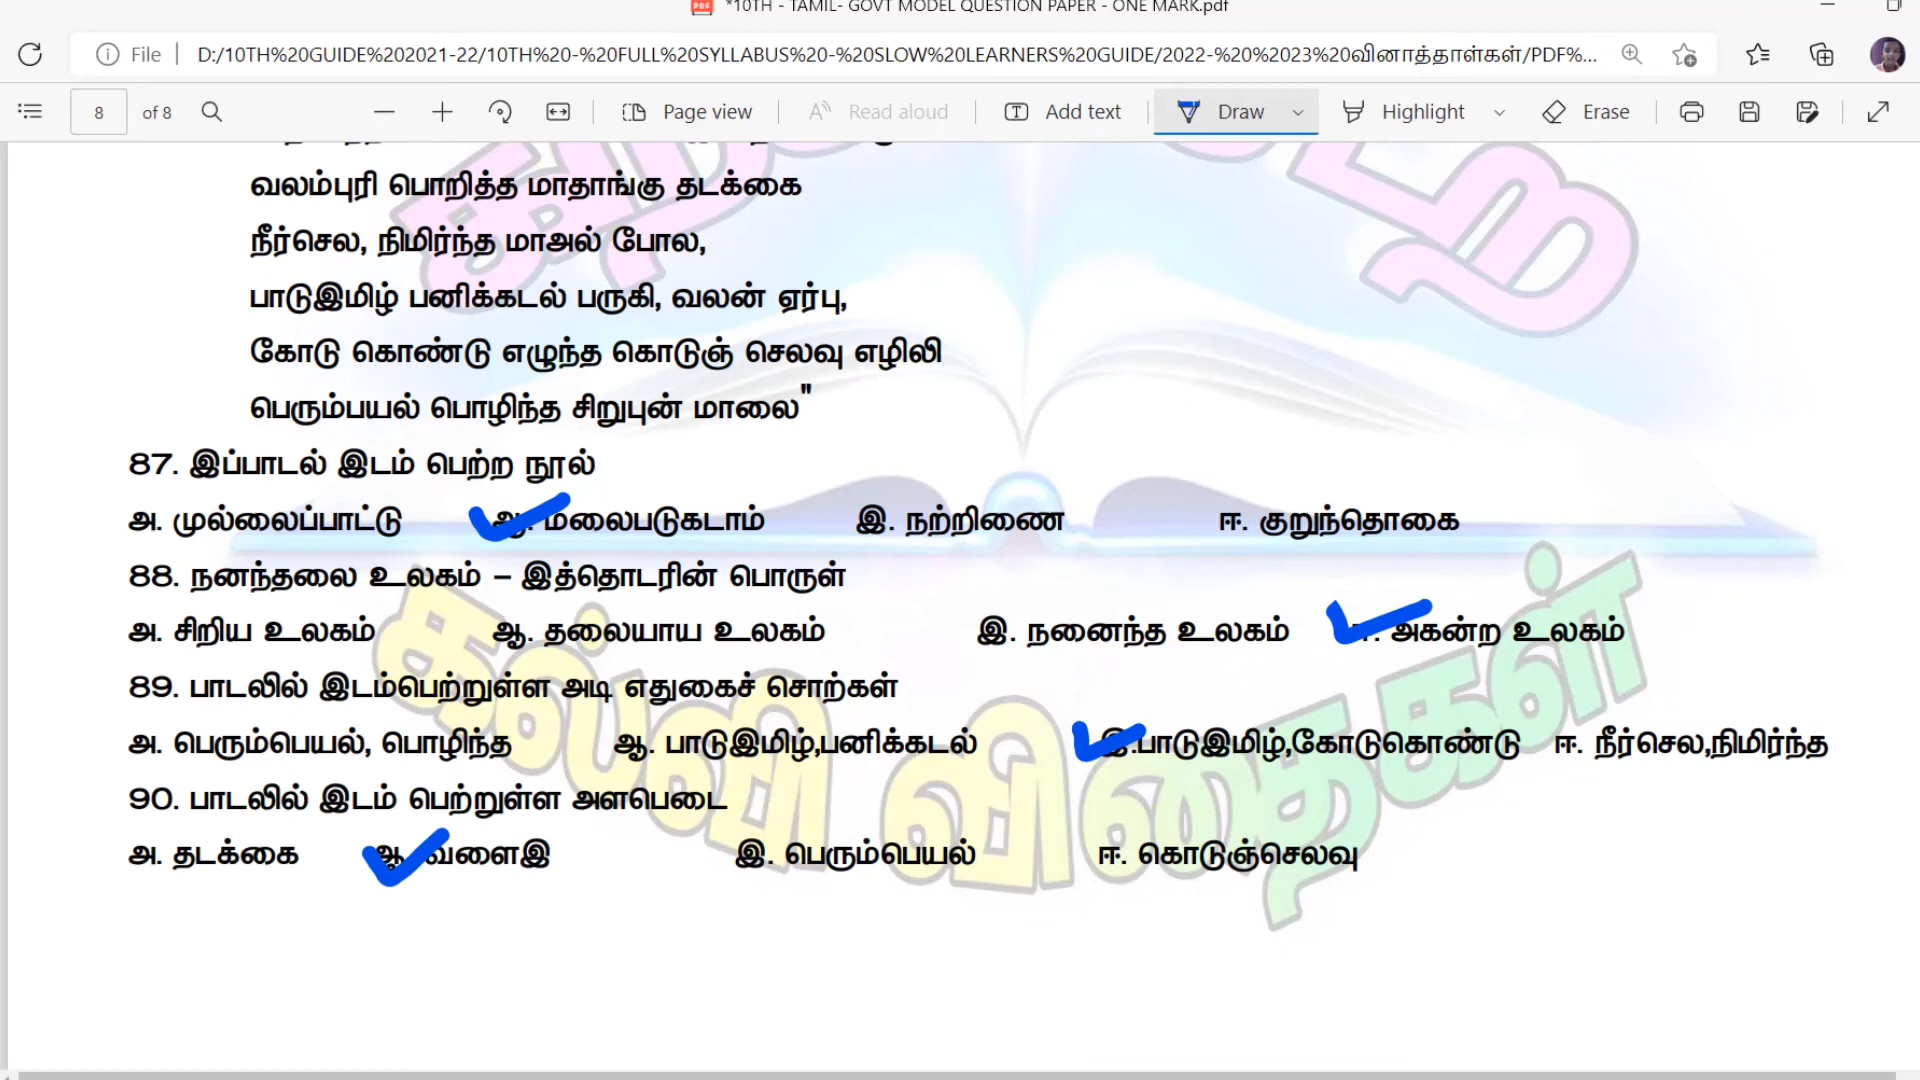 *10TH - TAMIL- GOVT MODEL QUESTION PAPER - ONE MARK.pdf
File D:/10TH%20GUIDE%202021-22/10TH%20-%20FULL%20SYLLABUS%20-%20SLOW%20LEARNERS%20GUIDE/2022-%20%202023%20வினாத்தாள்கள்/PDF%...
8 of 8 Page view Read aloud Add text Draw Highlight Erase
வலம்புரி பொறித்த மாதாங்கு தடக்கை
நீர்செல, நிமிர்ந்த மாஅல் போல,
பாடுஇமிழ் பனிக்கடல் பருகி, வலன் ஏர்பு,
கோடு கொண்டு எழுந்த கொடுஞ் செலவு எழிலி
பெரும்பயல் பொழிந்த சிறுபுன் மாலை"
87. இப்பாடல் இடம் பெற்ற நூல்
அ. முல்லைப்பாட்டு ஆ. மலைபடுகடாம் இ. நற்றிணை ஈ. குறுந்தொகை
88. நனந்தலை உலகம் – இத்தொடரின் பொருள்
அ. சிறிய உலகம் ஆ. தலையாய உலகம் இ. நனைந்த உலகம் ஈ. அகன்ற உலகம்
89. பாடலில் இடம்பெற்றுள்ள அடி எதுகைச் சொற்கள்
அ. பெரும்பெயல், பொழிந்த ஆ. பாடுஇமிழ்,பனிக்கடல் இ.பாடுஇமிழ்,கோடுகொண்டு ஈ. நீர்செல,நிமிர்ந்த
90. பாடலில் இடம் பெற்றுள்ள அளபெடை
அ. தடக்கை ஆ. வளைஇ இ. பெரும்பெயல் ஈ. கொடுஞ்செலவு
கல்வி விதைகள்